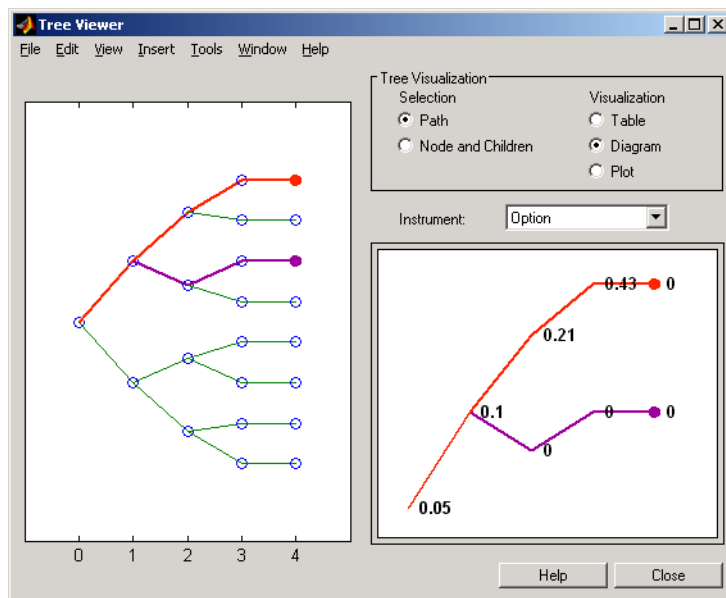 Tree Viewer
File Edit View Insert Tools Window Help
Tree Visualization
Selection Visualization
Path Table
Node and Children Diagram
Plot
Instrument: Option
0.43 0
0.21
0.1 0 0
0
0.05
0 1 2 3 4
Help Close